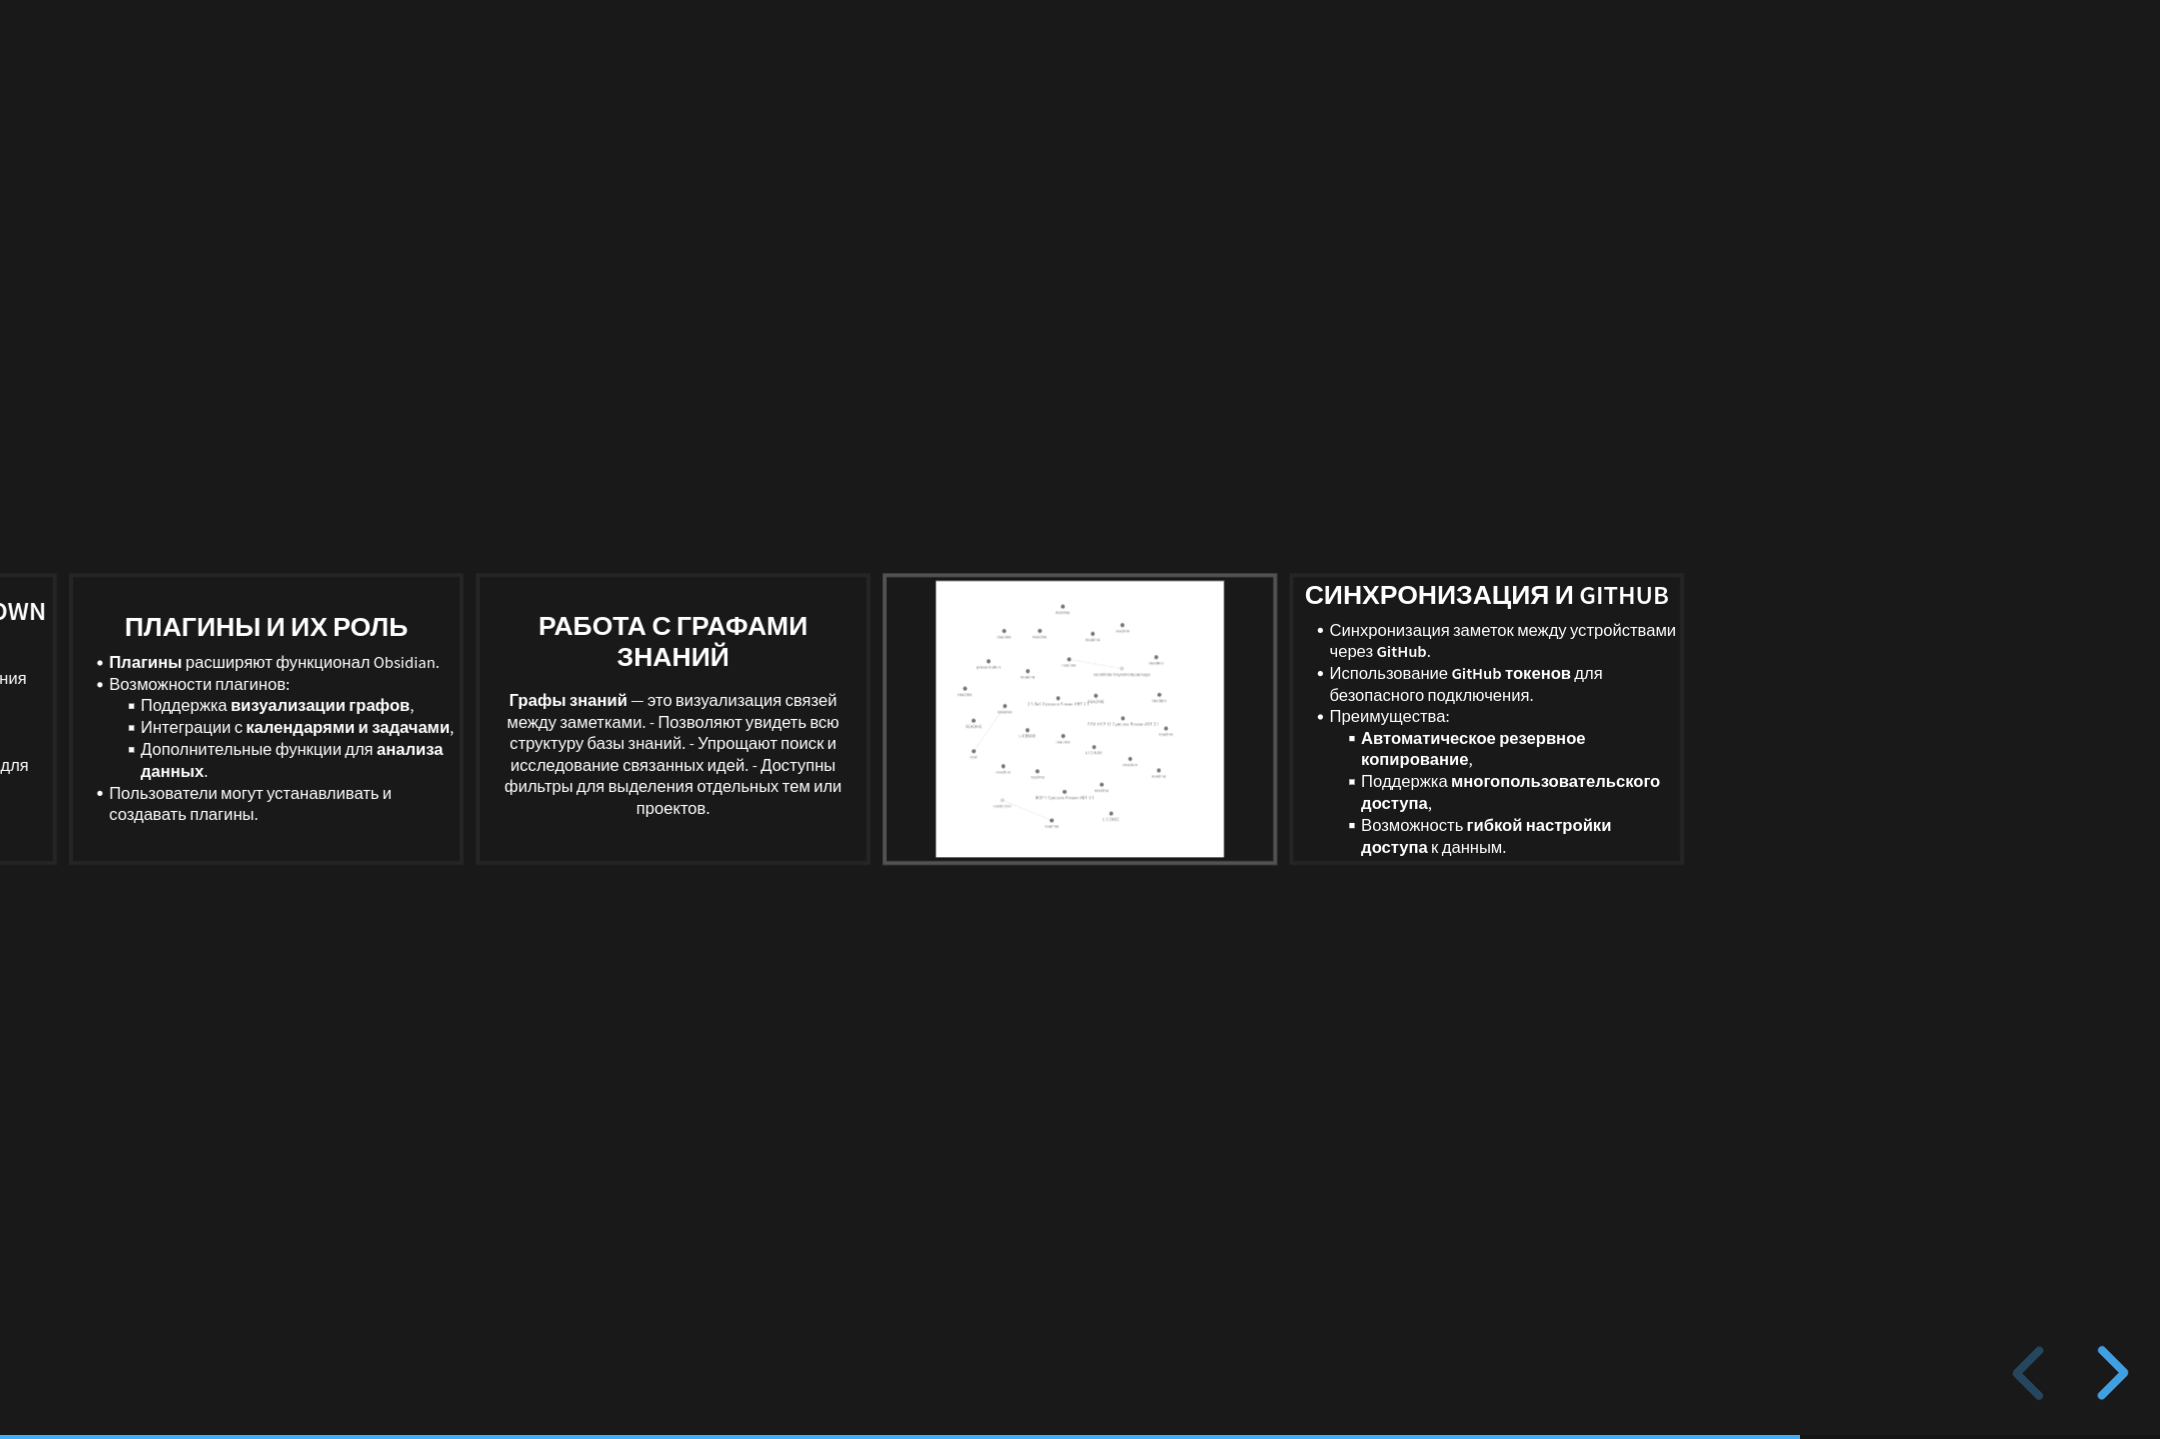 OWN
ния
для
ПЛАГИНЫ И ИХ РОЛЬ
• Плагины расширяют функционал Obsidian.
• Возможности плагинов:
▪ Поддержка визуализации графов,
▪ Интеграции с календарями и задачами,
▪ Дополнительные функции для анализа
данных.
• Пользователи могут устанавливать и
создавать плагины.
РАБОТА С ГРАФАМИ
ЗНАНИЙ
Графы знаний — это визуализация связей
между заметками. - Позволяют увидеть всю
структуру базы знаний. - Упрощают поиск и
исследование связанных идей. - Доступны
фильтры для выделения отдельных тем или
проектов.
СИНХРОНИЗАЦИЯ И GITHUB
• Синхронизация заметок между устройствами
через GitHub.
• Использование GitHub токенов для
безопасного подключения.
• Преимущества:
▪ Автоматическое резервное
копирование,
▪ Поддержка многопользовательского
доступа,
▪ Возможность гибкой настройки
доступа к данным.